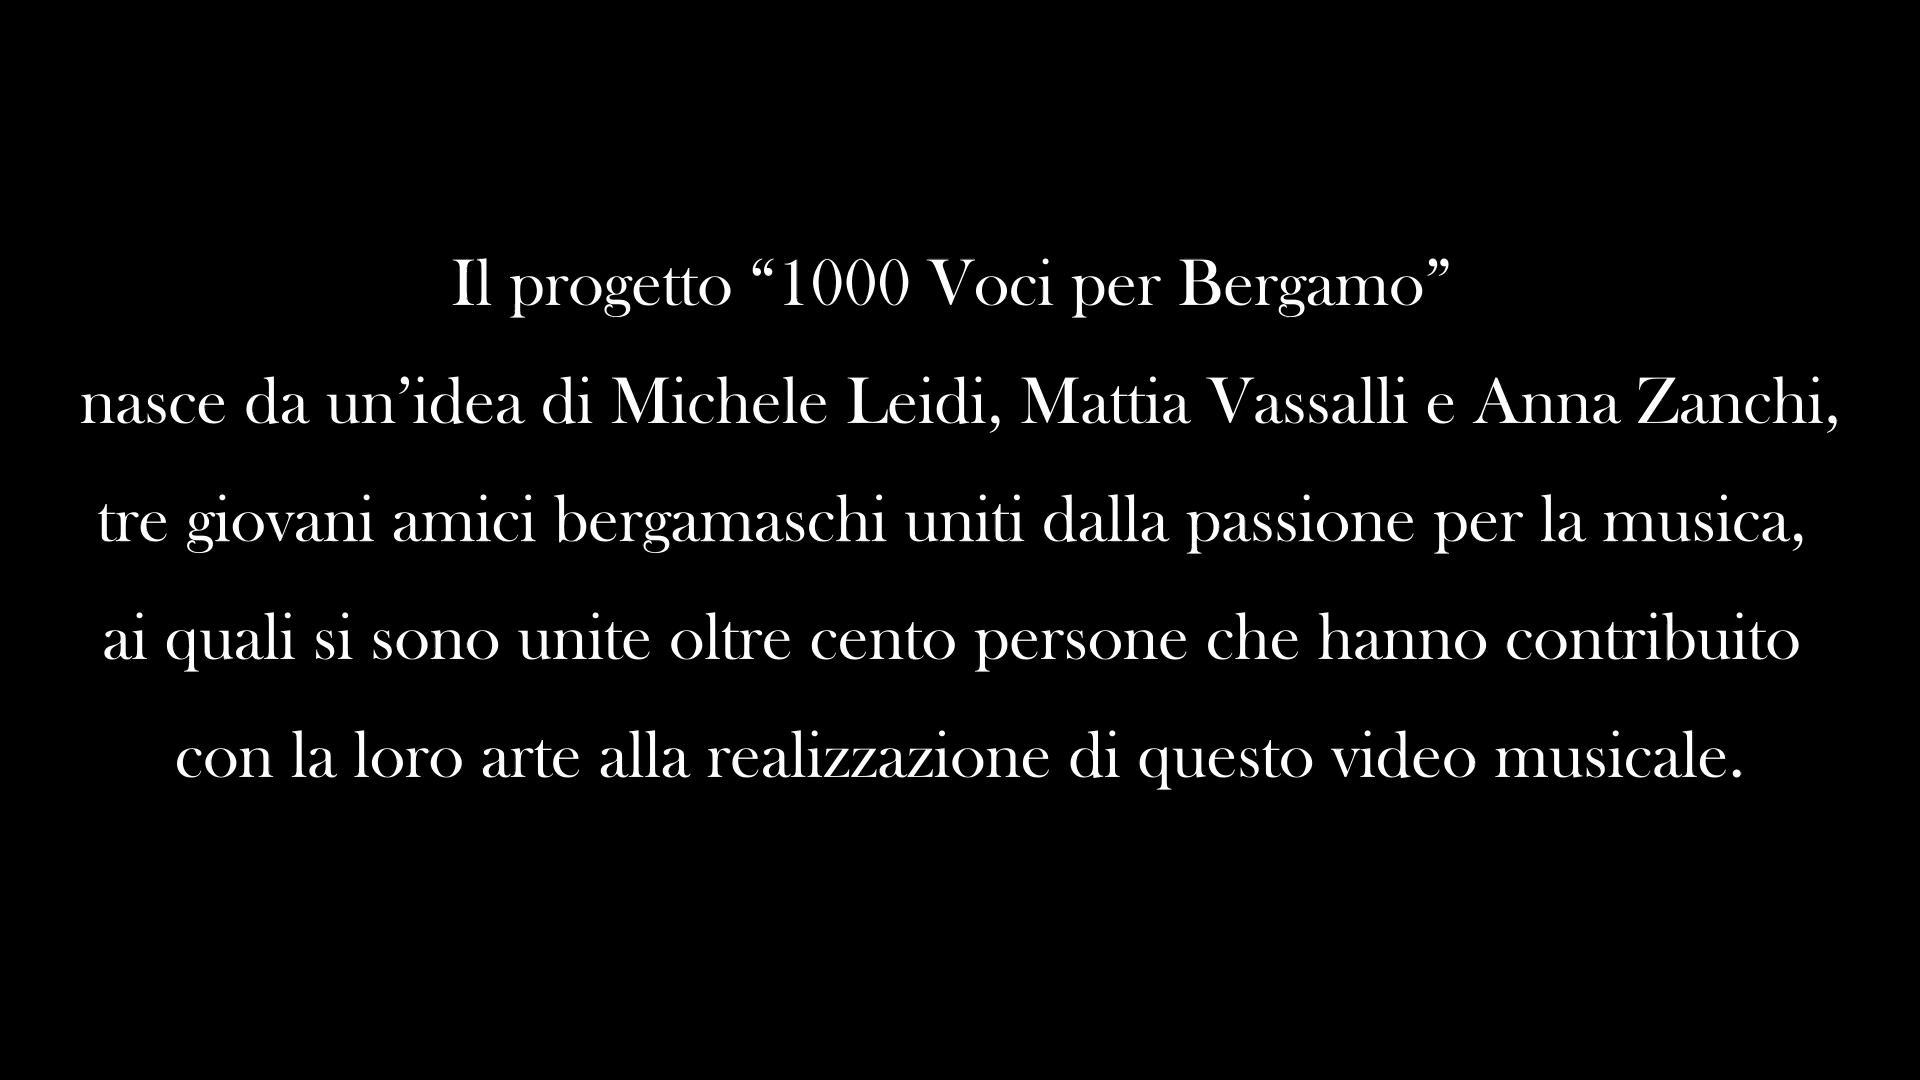 Il progetto “1000 Voci per Bergamo”
nasce da un’idea di Michele Leidi, Mattia Vassalli e Anna Zanchi,
tre giovani amici bergamaschi uniti dalla passione per la musica,
ai quali si sono unite oltre cento persone che hanno contribuito
con la loro arte alla realizzazione di questo video musicale.